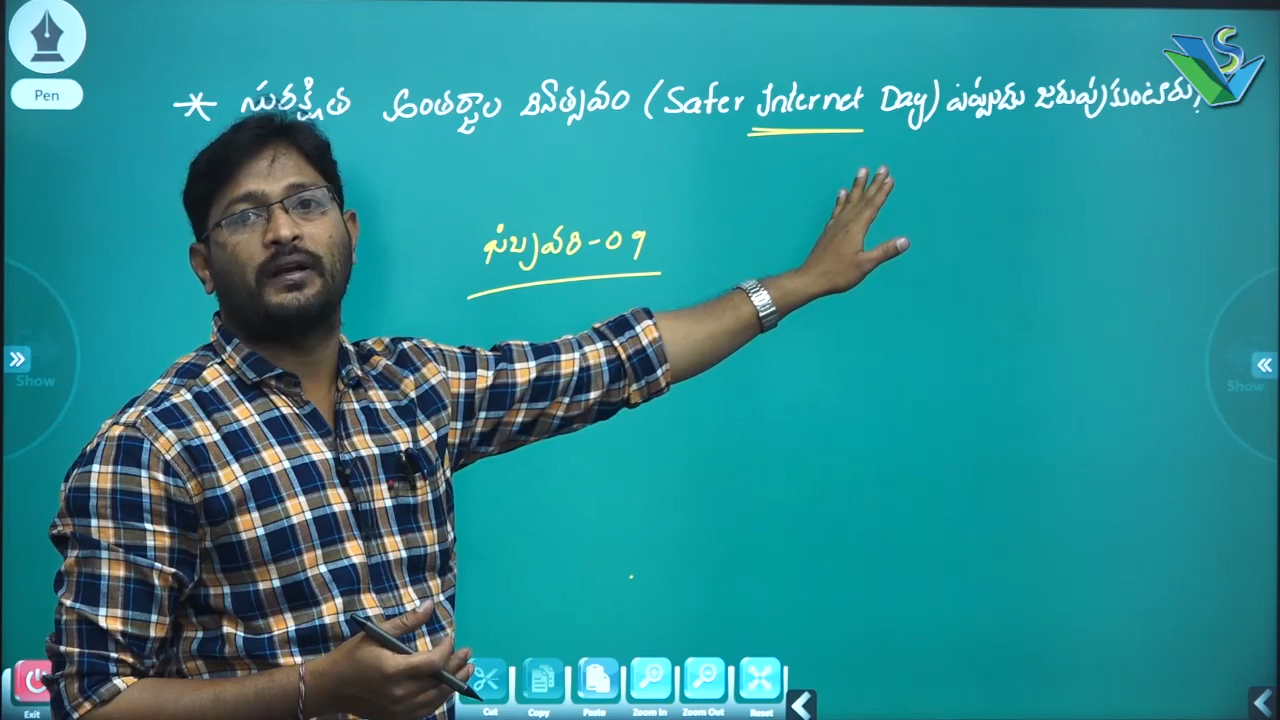 Pen
* సురక్షిత అంతర్జాల దినోత్సవం (Safer Internet Day) ఎప్పుడు జరుపుకుంటారు?
ఫిబ్రవరి - 09
Show
Show
Exit
Cut
Copy
Paste
Zoom In
Zoom Out
Reset